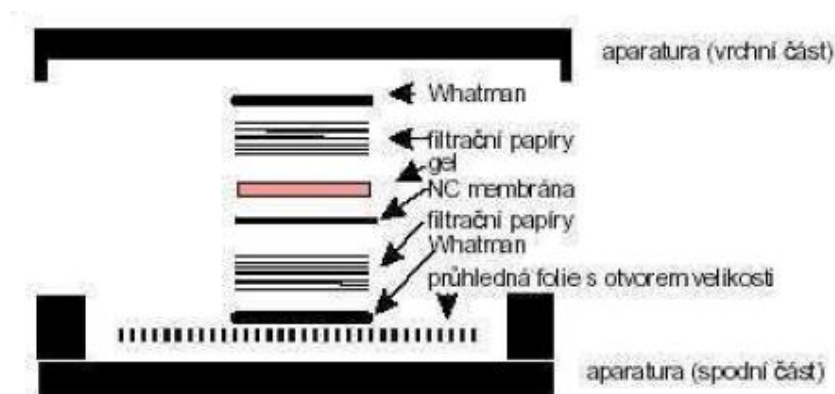 aparatura (vrchní část)
Whatman
filtrační papíry
gel
NC membrána
filtrační papíry
Whatman
průhledná folie s otvorem velikosti
aparatura (spodní část)